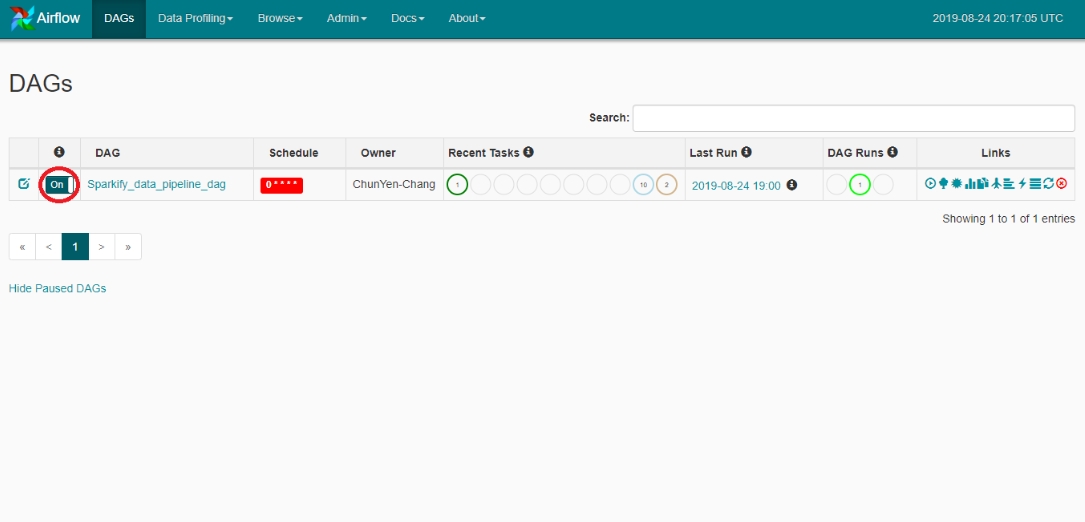 Airflow DAGs Data Profiling Browse Admin Docs About 2019-08-24 20:17:05 UTC
DAGs
Search:
DAG Schedule Owner Recent Tasks Last Run DAG Runs Links
On Sparkify_data_pipeline_dag 0 * * * * ChunYen-Chang 1 10 2 2019-08-24 19:00 1
Showing 1 to 1 of 1 entries
« < 1 > »
Hide Paused DAGs